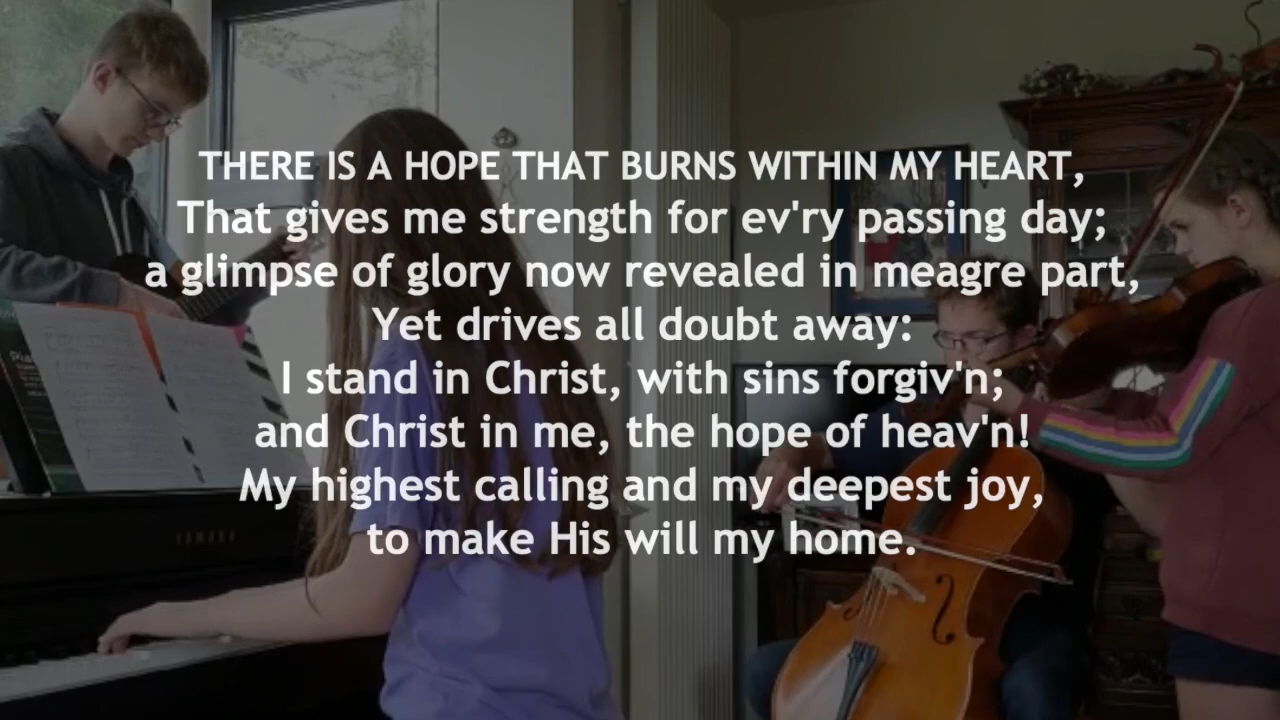 THERE IS A HOPE THAT BURNS WITHIN MY HEART,
That gives me strength for ev'ry passing day;
a glimpse of glory now revealed in meagre part,
Yet drives all doubt away:
I stand in Christ, with sins forgiv'n;
and Christ in me, the hope of heav'n!
My highest calling and my deepest joy,
to make His will my home.
YAMAHA